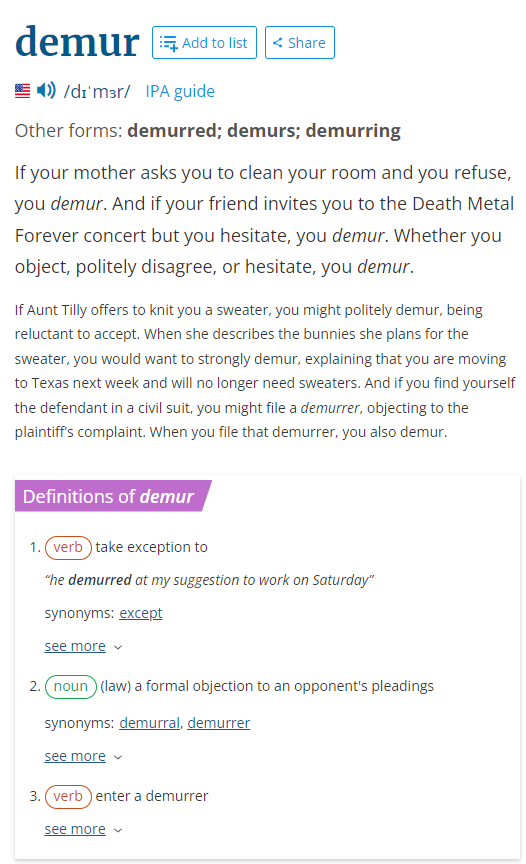 demur Add to list Share
/dɪˈmɜr/ IPA guide
Other forms: demurred; demurs; demurring
If your mother asks you to clean your room and you refuse,
you demur. And if your friend invites you to the Death Metal
Forever concert but you hesitate, you demur. Whether you
object, politely disagree, or hesitate, you demur.
If Aunt Tilly offers to knit you a sweater, you might politely demur, being
reluctant to accept. When she describes the bunnies she plans for the
sweater, you would want to strongly demur, explaining that you are moving
to Texas next week and will no longer need sweaters. And if you find yourself
the defendant in a civil suit, you might file a demurrer, objecting to the
plaintiff’s complaint. When you file that demurrer, you also demur.
Definitions of demur
1. verb take exception to
“he demurred at my suggestion to work on Saturday”
synonyms: except
see more
2. noun (law) a formal objection to an opponent's pleadings
synonyms: demurral, demurrer
see more
3. verb enter a demurrer
see more